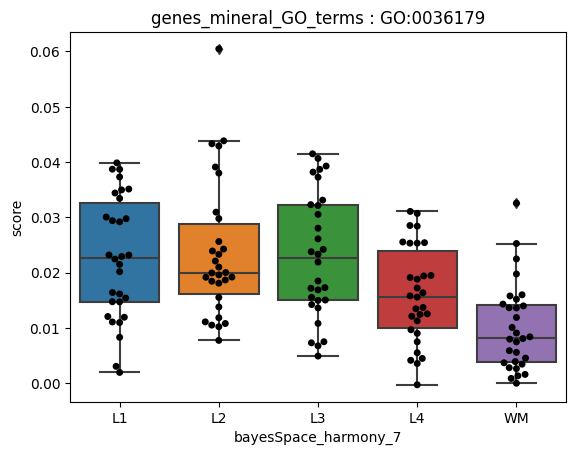 genes_mineral_GO_terms : GO:0036179
0.06
0.05
0.04
0.03
0.02
0.01
0.00
score
L1 L2 L3 L4 WM
bayesSpace_harmony_7